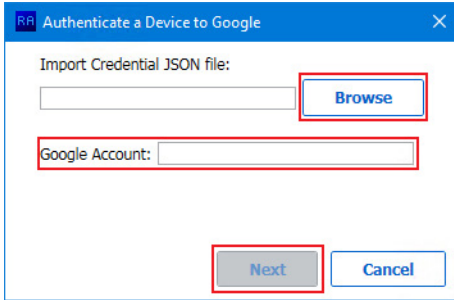 RA Authenticate a Device to Google
Import Credential JSON file:
Browse
Google Account:
Next Cancel